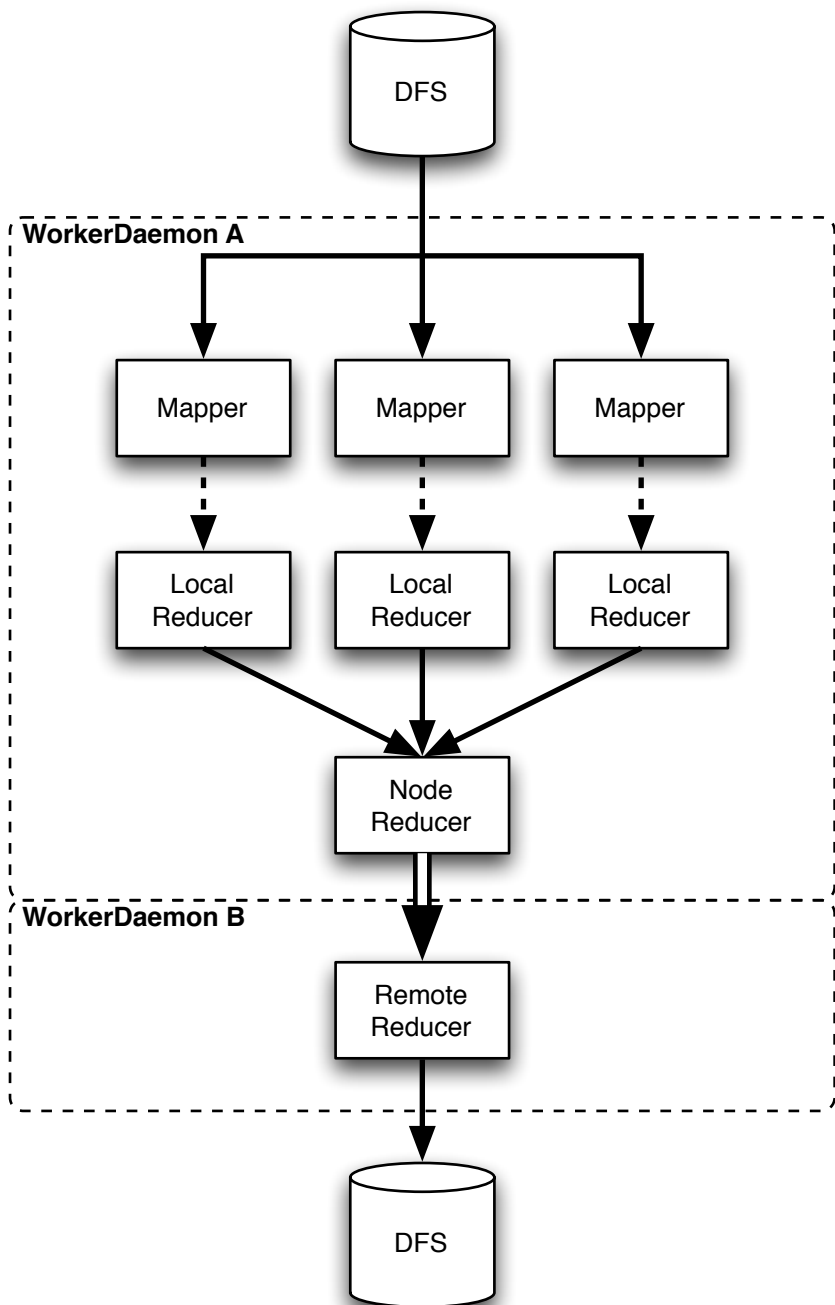 DFS
WorkerDaemon A
Mapper
Mapper
Mapper
Local
Reducer
Local
Reducer
Local
Reducer
Node
Reducer
WorkerDaemon B
Remote
Reducer
DFS